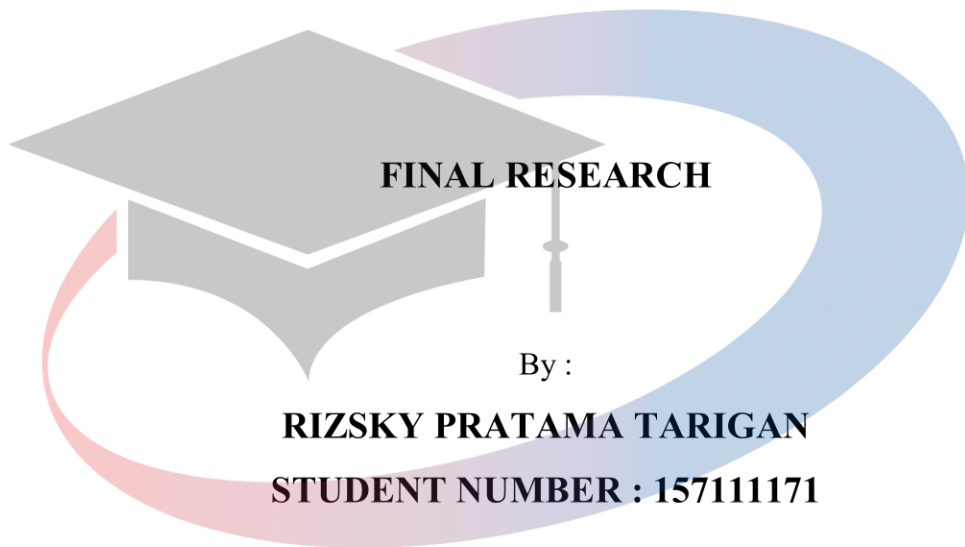 FINAL RESEARCH
By :
RIZSKY PRATAMA TARIGAN
STUDENT NUMBER : 157111171